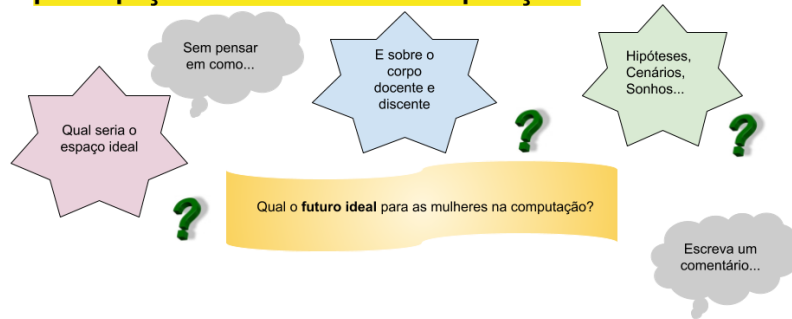 Sem pensar
em como...
E sobre o
corpo
docente e
discente
Hipóteses,
Cenários,
Sonhos...
Qual seria o
espaço ideal
?
?
?
Qual o futuro ideal para as mulheres na computação?
Escreva um
comentário...